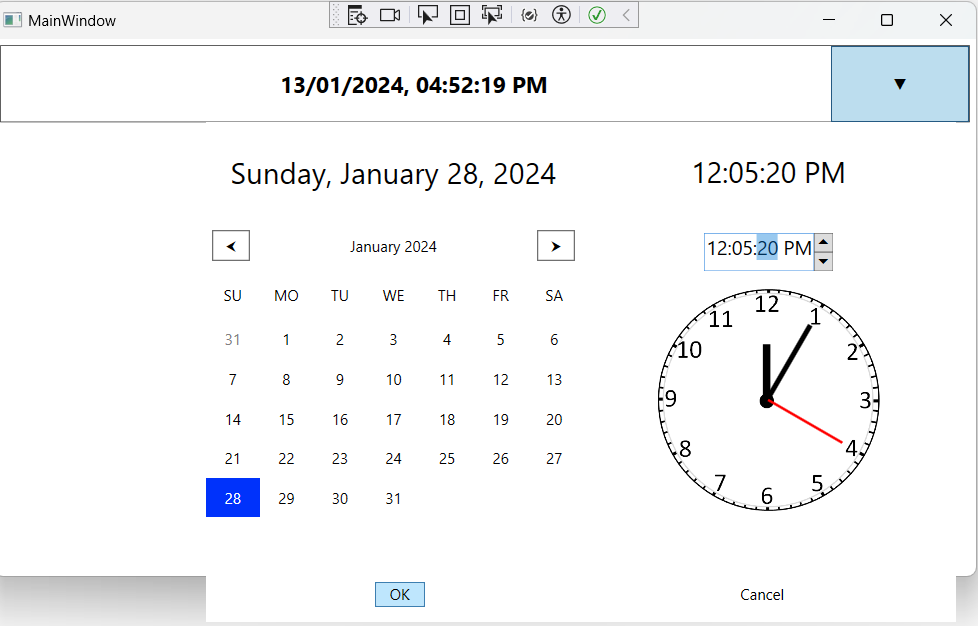 MainWindow
13/01/2024, 04:52:19 PM
▼
Sunday, January 28, 2024
12:05:20 PM
January 2024
12:05:20 PM
SU MO TU WE TH FR SA
31 1 2 3 4 5 6
7 8 9 10 11 12 13
14 15 16 17 18 19 20
21 22 23 24 25 26 27
28 29 30 31
12
1
2
3
4
5
6
7
8
9
10
11
OK
Cancel